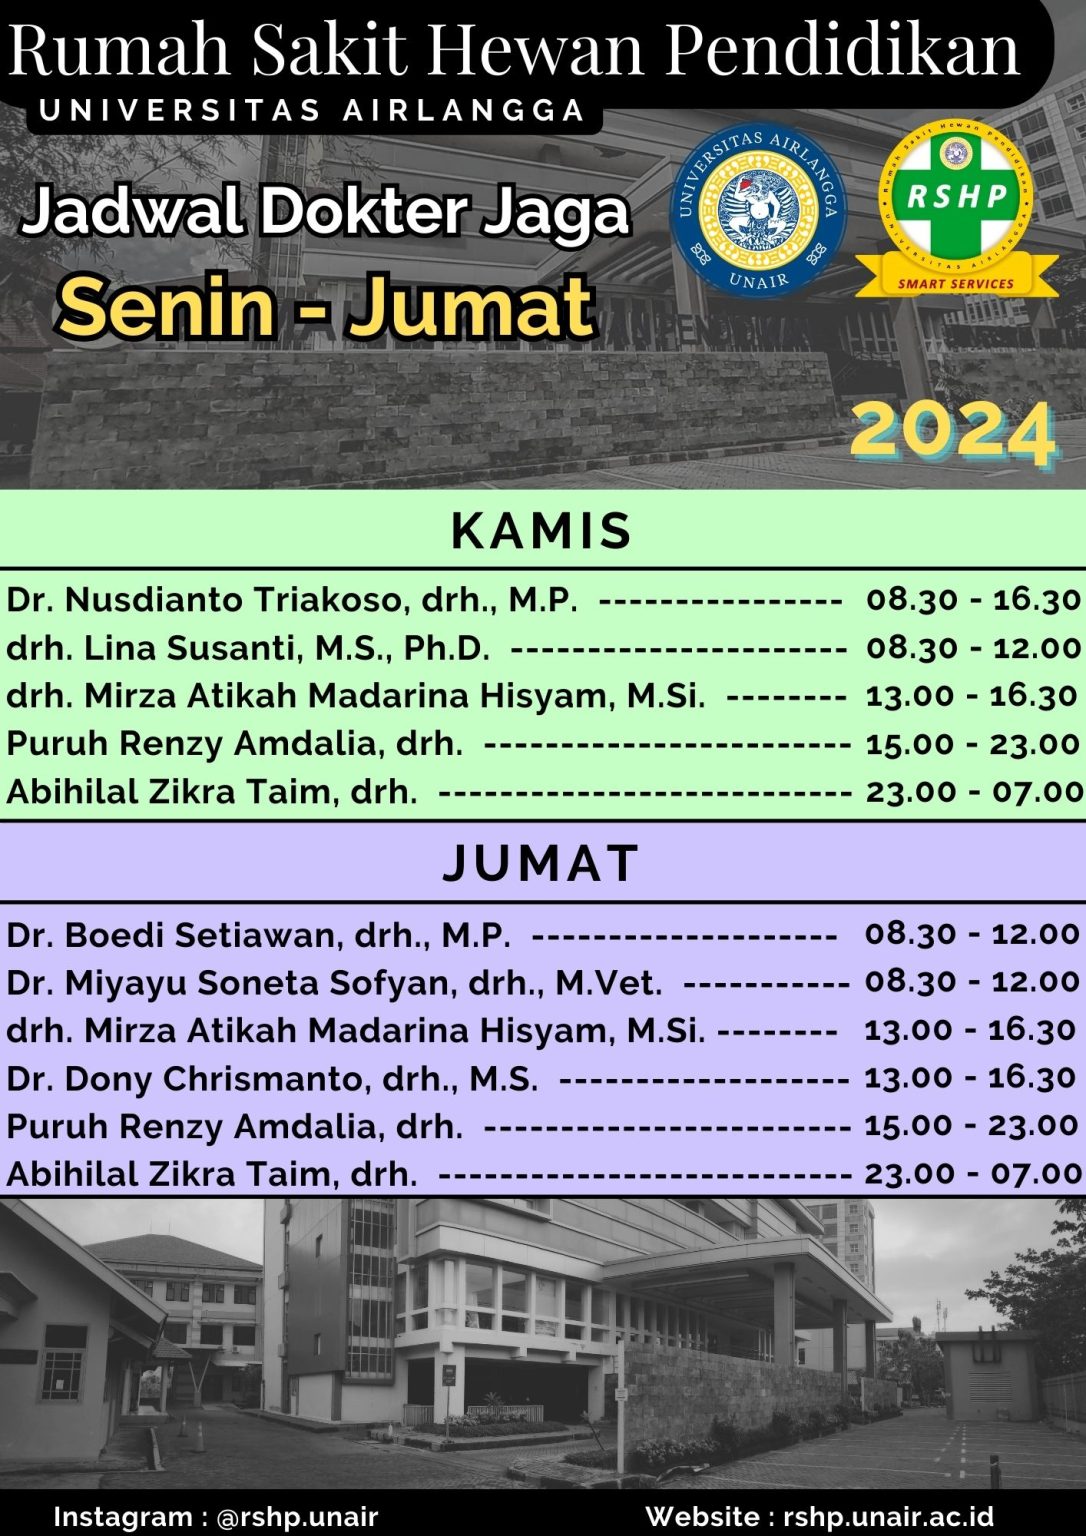 Rumah Sakit Hewan Pendidikan
UNIVERSITAS AIRLANGGA
Jadwal Dokter Jaga
Senin - Jumat
UNIVERSITAS AIRLANGGA
UNAIR
Rumah Sakit Hewan Pendidikan
RSHP
UNIVERSITAS AIRLANGGA
SMART SERVICES
2024
KAMIS
Dr. Nusdianto Triakoso, drh., M.P. ---------------- 08.30 - 16.30
drh. Lina Susanti, M.S., Ph.D. ---------------------- 08.30 - 12.00
drh. Mirza Atikah Madarina Hisyam, M.Si. -------- 13.00 - 16.30
Puruh Renzy Amdalia, drh. ------------------------ 15.00 - 23.00
Abihilal Zikra Taim, drh. --------------------------- 23.00 - 07.00
JUMAT
Dr. Boedi Setiawan, drh., M.P. -------------------- 08.30 - 12.00
Dr. Miyayu Soneta Sofyan, drh., M.Vet. ----------- 08.30 - 12.00
drh. Mirza Atikah Madarina Hisyam, M.Si. -------- 13.00 - 16.30
Dr. Dony Chrismanto, drh., M.S. ------------------- 13.00 - 16.30
Puruh Renzy Amdalia, drh. ------------------------ 15.00 - 23.00
Abihilal Zikra Taim, drh. --------------------------- 23.00 - 07.00
Instagram : @rshp.unair
Website : rshp.unair.ac.id